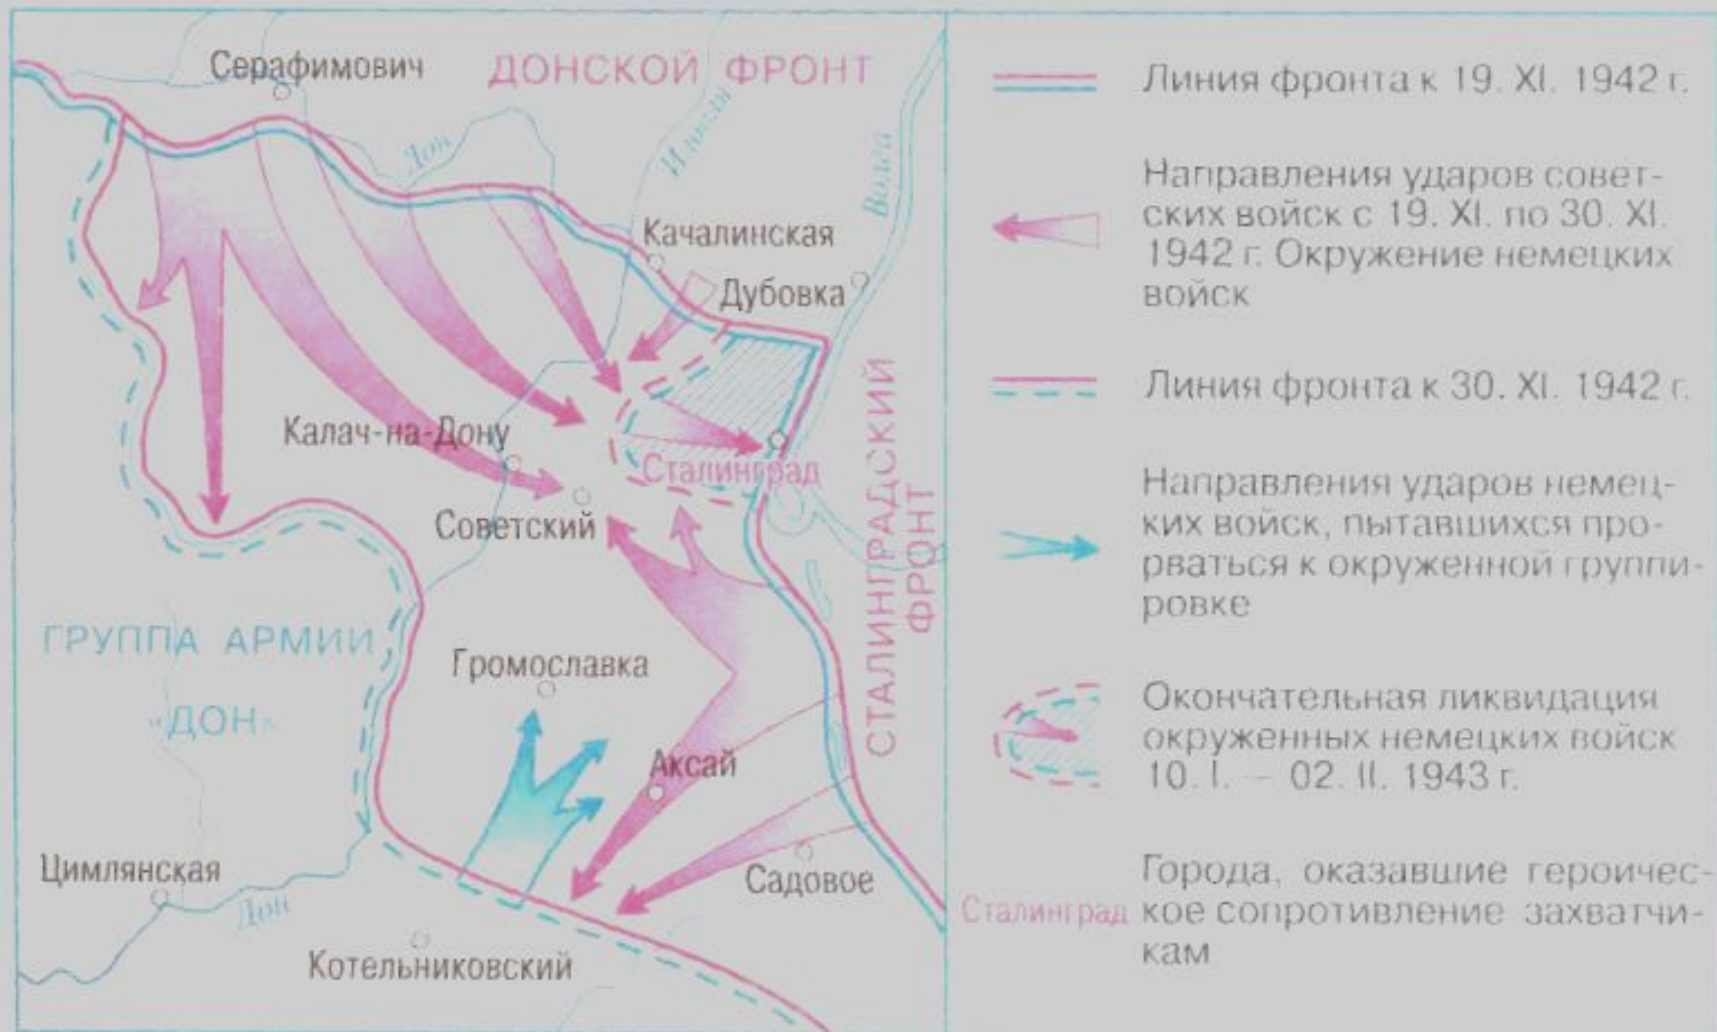 Серафимович
ДОНСКОЙ ФРОНТ
Дон
Иловля
Волга
Качалинская
Дубовка
Калач-на-Дону
Сталинград
Советский
СТАЛИНГРАДСКИЙ
ФРОНТ
ГРУППА АРМИЙ
«ДОН»
Громославка
Аксай
Цимлянская
Дон
Садовое
Котельниковский
Линия фронта к 19. XI. 1942 г.
Направления ударов совет-
ских войск с 19. XI. по 30. XI.
1942 г. Окружение немецких
войск
Линия фронта к 30. XI. 1942 г.
Направления ударов немец-
ких войск, пытавшихся про-
рваться к окруженной группи-
ровке
Окончательная ликвидация
окруженных немецких войск
10. I. – 02. II. 1943 г.
Сталинград
Города, оказавшие героичес-
кое сопротивление захватчи-
кам